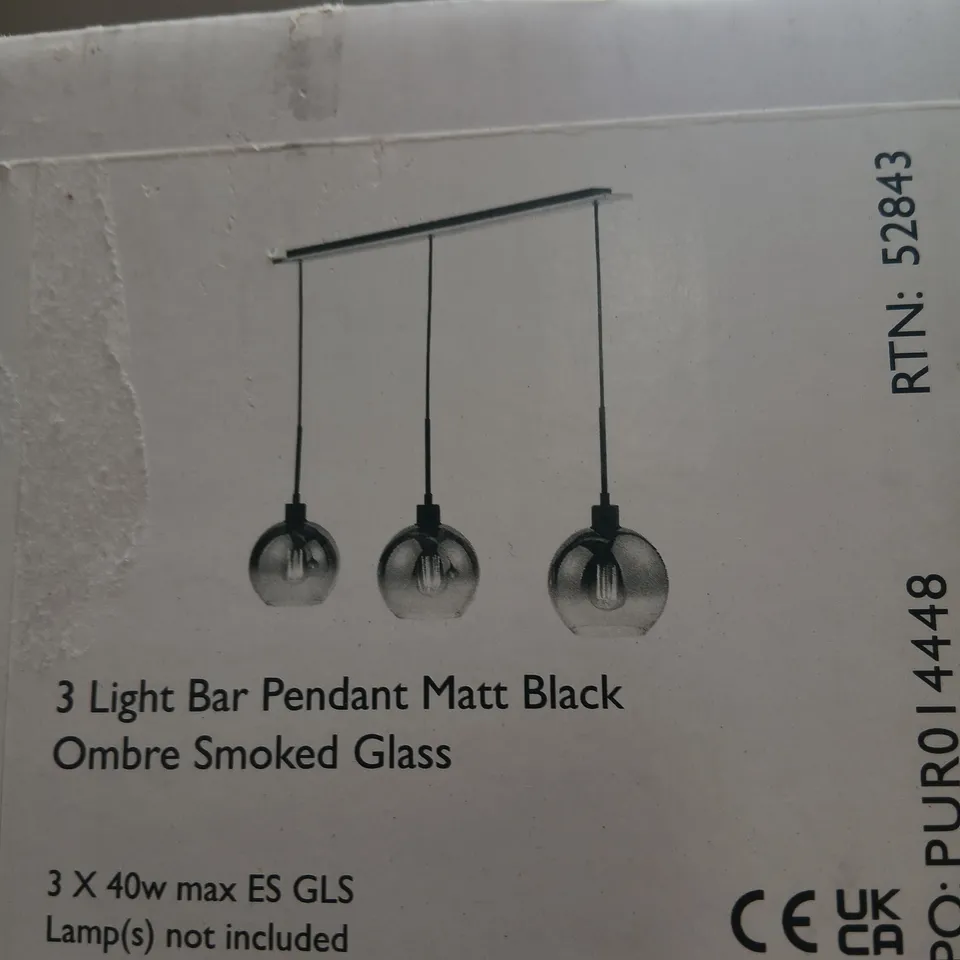 3 Light Bar Pendant Matt Black
Ombre Smoked Glass
3 X 40w max ES GLS
Lamp(s) not included
CE UK
CA
RTN: 52843
PO: PUR014448